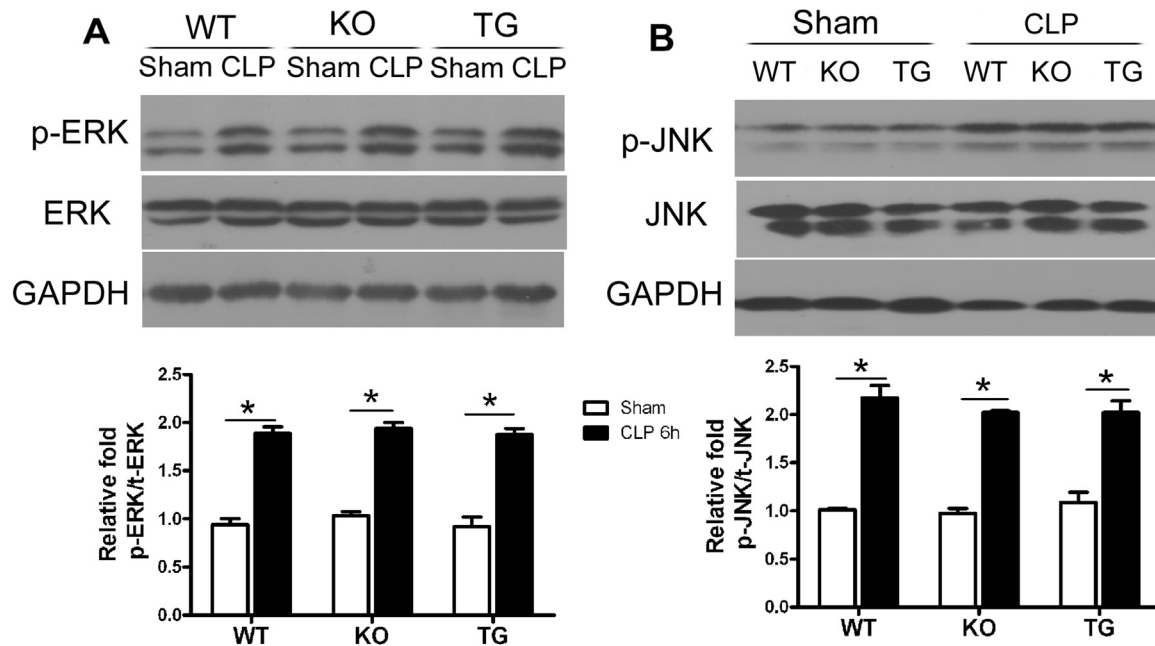 A
WT KO TG
Sham CLP Sham CLP Sham CLP
p-ERK
ERK
GAPDH
Relative fold
p-ERK/t-ERK
2.5
2.0
1.5
1.0
0.5
0.0
* * *
WT KO TG
Sham
CLP 6h
B
Sham CLP
WT KO TG WT KO TG
p-JNK
JNK
GAPDH
Relative fold
p-JNK/t-JNK
2.5
2.0
1.5
1.0
0.5
0.0
* * *
WT KO TG